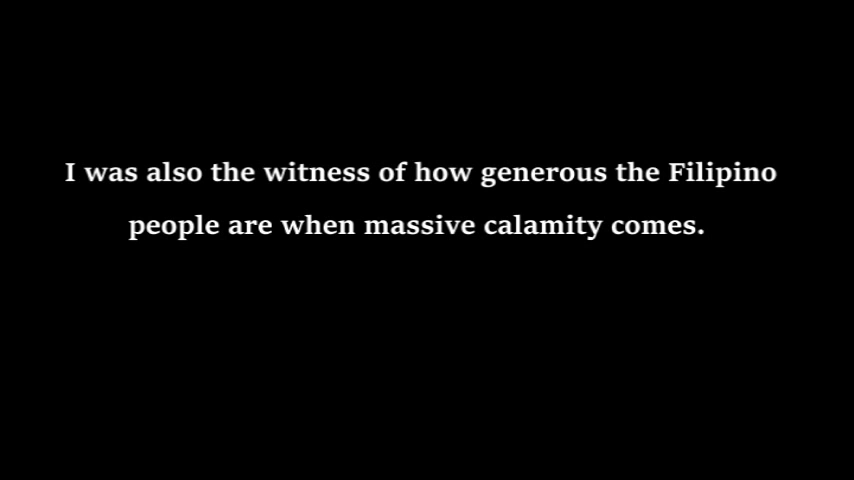 I was also the witness of how generous the Filipino
people are when massive calamity comes.